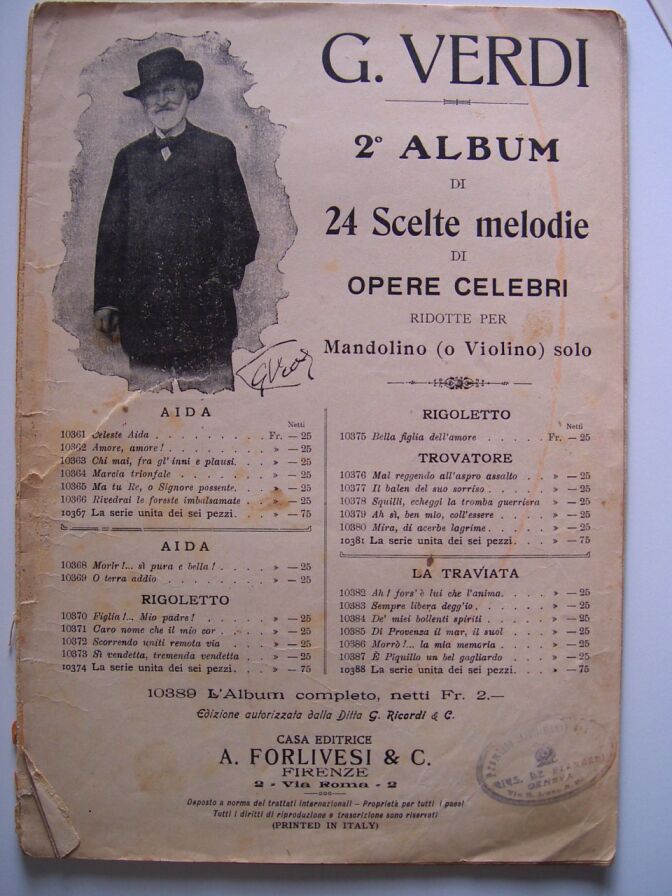 G. VERDI
2º ALBUM
DI
24 Scelte melodie
DI
OPERE CELEBRI
RIDOTTE PER
Mandolino (o Violino) solo
AIDA
Netti
10361 Celeste Aida . . . . . . . . Fr. — 25
10362 Amore, amore! . . . . . . . » — 25
10363 Chi mai, fra gl'inni e plausi. . . » — 25
10364 Marcia trionfale . . . . . . . » — 25
10365 Ma tu Re, o Signore possente. . . » — 25
10366 Rivedrai le foreste imbalsamate . . » — 25
10367 La serie unita dei sei pezzi. . . . » — 75
AIDA
10368 Morir!... sì pura e bella! . . . . » — 25
10369 O terra addio . . . . . . . . » — 25
RIGOLETTO
10370 Figlia!... Mio padre! . . . . . » — 25
10371 Caro nome che il mio cor . . . . » — 25
10372 Scorrendo uniti remota via . . . » — 25
10373 Sì vendetta, tremenda vendetta . . » — 25
10374 La serie unita dei sei pezzi. . . . » — 75
RIGOLETTO
Netti
10375 Bella figlia dell'amore . . . . Fr. — 25
TROVATORE
10376 Mal reggendo all'aspro assalto . . » — 25
10377 Il balen del suo sorriso . . . . . » — 25
10378 Squilli, echeggi la tromba guerriera » — 25
10379 Ah sì, ben mio, coll'essere . . . » — 25
10380 Mira, di acerbe lagrime . . . . . » — 25
10381 La serie unita dei sei pezzi. . . . » — 75
LA TRAVIATA
10382 Ah! fors' è lui che l'anima. . . . » — 25
10383 Sempre libera degg'io . . . . . . » — 25
10384 De' miei bollenti spiriti . . . . . » — 25
10385 Di Provenza il mar, il suol . . . » — 25
10386 Morrò!... la mia memoria . . . . » — 25
10387 È Piquillo un bel gagliardo . . . » — 25
10388 La serie unita dei sei pezzi. . . . » — 75
10389 L'Album completo, netti Fr. 2.—
Edizione autorizzata dalla Ditta G. Ricordi & C.
CASA EDITRICE
A. FORLIVESI & C.
FIRENZE
2 - Via Roma - 2
Deposto a norma dei trattati internazionali - Proprietà per tutti i paesi
Tutti i diritti di riproduzione e trascrizione sono riservati
(PRINTED IN ITALY)
GENOVA